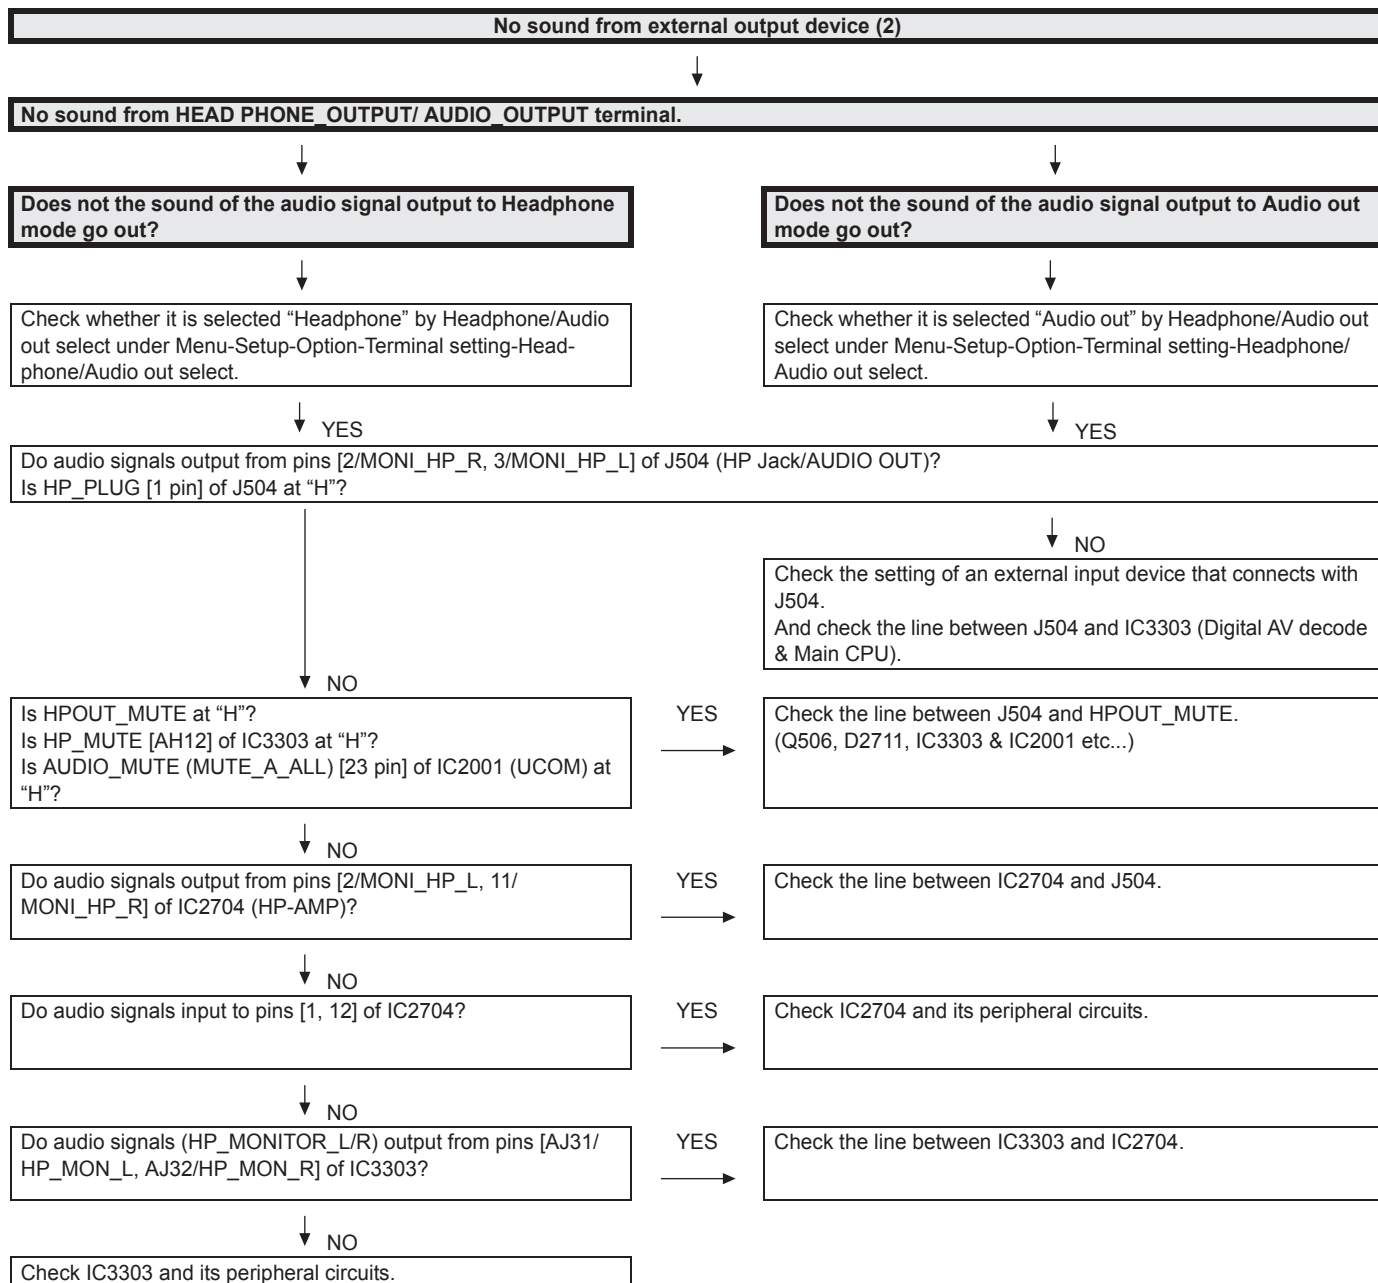 No sound from external output device (2)
No sound from HEAD PHONE_OUTPUT/ AUDIO_OUTPUT terminal.
Does not the sound of the audio signal output to Headphone
mode go out?
Does not the sound of the audio signal output to Audio out
mode go out?
Check whether it is selected “Headphone” by Headphone/Audio
out select under Menu-Setup-Option-Terminal setting-Head-
phone/Audio out select.
Check whether it is selected “Audio out” by Headphone/Audio out
select under Menu-Setup-Option-Terminal setting-Headphone/
Audio out select.
YES
YES
Do audio signals output from pins [2/MONI_HP_R, 3/MONI_HP_L] of J504 (HP Jack/AUDIO OUT)?
Is HP_PLUG [1 pin] of J504 at “H”?
NO
Check the setting of an external input device that connects with
J504.
And check the line between J504 and IC3303 (Digital AV decode
& Main CPU).
NO
Is HPOUT_MUTE at “H”?
Is HP_MUTE [AH12] of IC3303 at “H”?
Is AUDIO_MUTE (MUTE_A_ALL) [23 pin] of IC2001 (UCOM) at
“H”?
YES
Check the line between J504 and HPOUT_MUTE.
(Q506, D2711, IC3303 & IC2001 etc...)
NO
Do audio signals output from pins [2/MONI_HP_L, 11/
MONI_HP_R] of IC2704 (HP-AMP)?
YES
Check the line between IC2704 and J504.
NO
Do audio signals input to pins [1, 12] of IC2704?
YES
Check IC2704 and its peripheral circuits.
NO
Do audio signals (HP_MONITOR_L/R) output from pins [AJ31/
HP_MON_L, AJ32/HP_MON_R] of IC3303?
YES
Check the line between IC3303 and IC2704.
NO
Check IC3303 and its peripheral circuits.